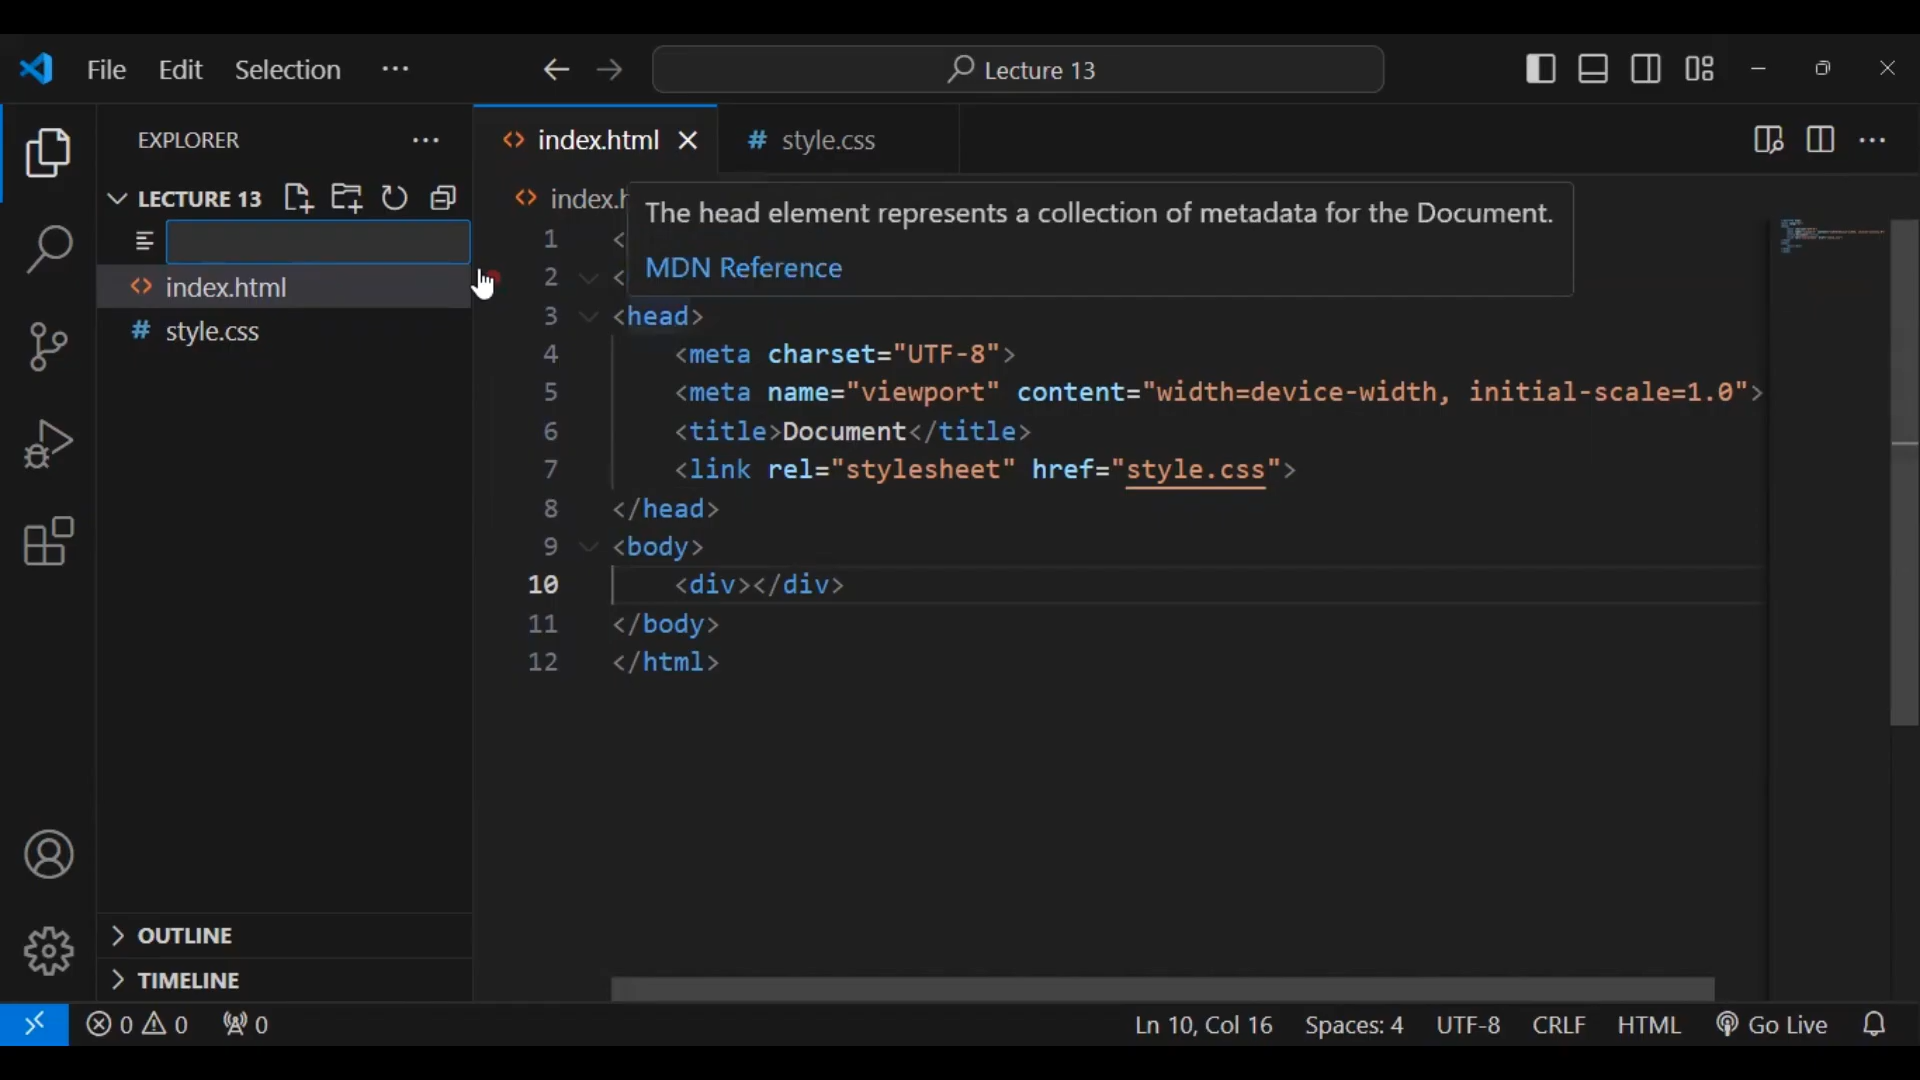 File Edit Selection ···
Lecture 13
EXPLORER ···
LECTURE 13
index.html
style.css
OUTLINE
TIMELINE
index.html
# style.css
index.h
The head element represents a collection of metadata for the Document.
MDN Reference
1 <
2 <
3 <head>
4 <meta charset="UTF-8">
5 <meta name="viewport" content="width=device-width, initial-scale=1.0">
6 <title>Document</title>
7 <link rel="stylesheet" href="style.css">
8 </head>
9 <body>
10 <div></div>
11 </body>
12 </html>
0 0 0
Ln 10, Col 16 Spaces: 4 UTF-8 CRLF HTML Go Live